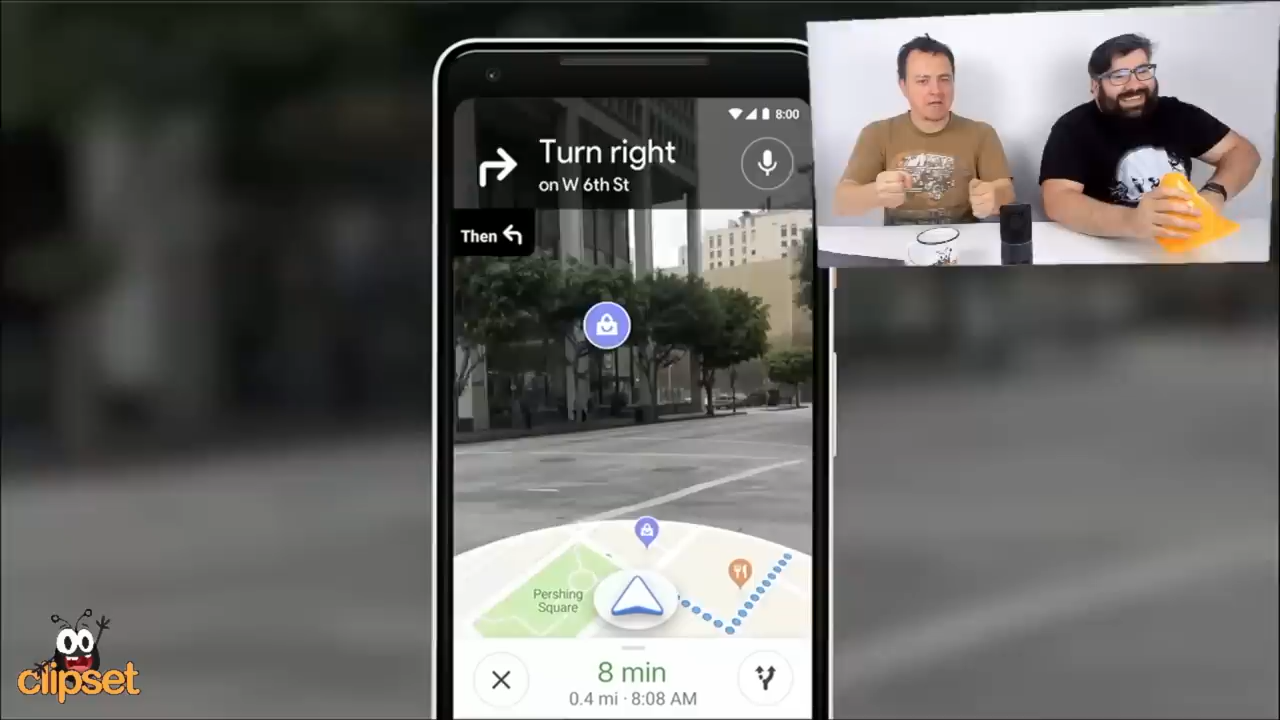 8:00
Turn right
on W 6th St
Then
Pershing
Square
8 min
0.4 mi · 8:08 AM
clipset